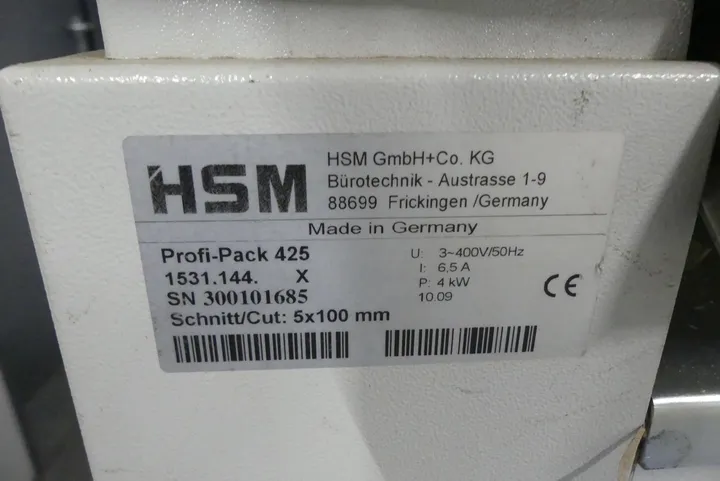 HSM
HSM GmbH+Co. KG
Bürotechnik - Austrasse 1-9
88699 Frickingen /Germany
Made in Germany
Profi-Pack 425
1531.144. X
SN 300101685
Schnitt/Cut: 5x100 mm
U: 3~400V/50Hz
I: 6,5 A
P: 4 kW
10.09
CE